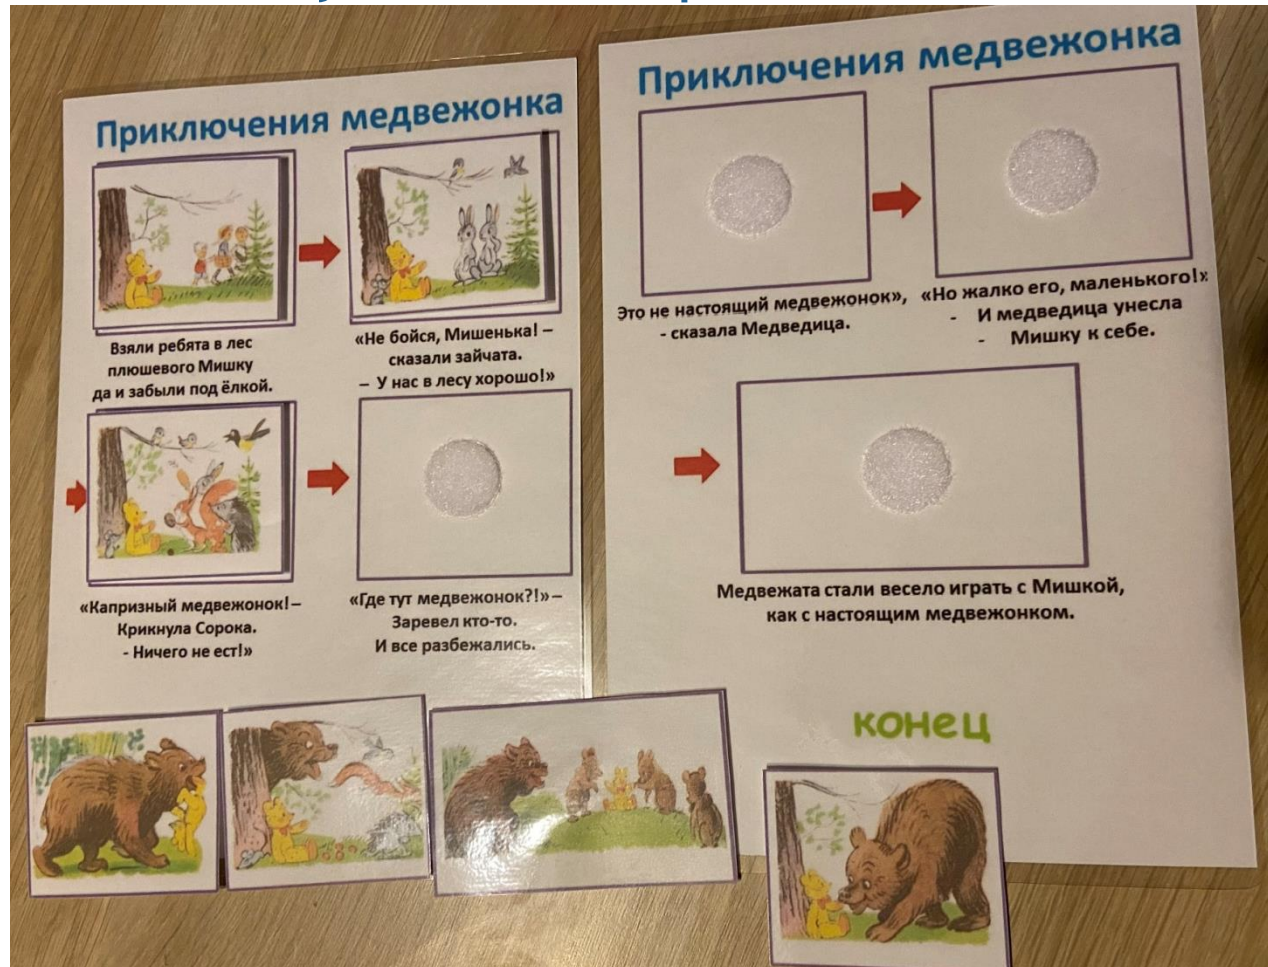 Приключения медвежонка
Взяли ребята в лес
плюшевого Мишку
да и забыли под ёлкой.
«Не бойся, Мишенька! –
сказали зайчата.
– У нас в лесу хорошо!»
«Капризный медвежонок!–
Крикнула Сорока.
- Ничего не ест!»
«Где тут медвежонок?!»–
Заревел кто-то.
И все разбежались.
Приключения медвежонка
Это не настоящий медвежонок»,
- сказала Медведица.
«Но жалко его, маленького!»
- И медведица унесла
- Мишку к себе.
Медвежата стали весело играть с Мишкой,
как с настоящим медвежонком.
конец